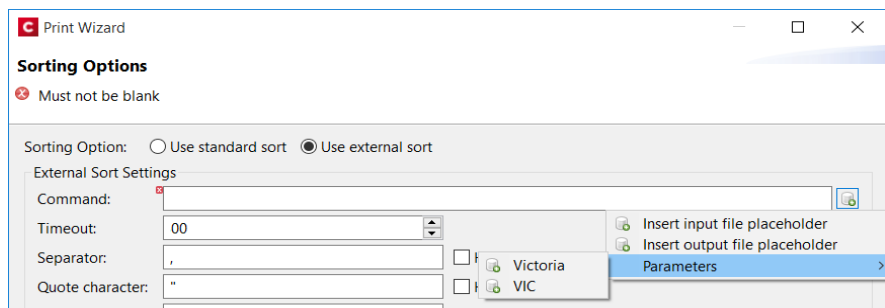 C Print Wizard
Sorting Options
Must not be blank
Sorting Option: Use standard sort Use external sort
External Sort Settings
Command:
Insert input file placeholder
Timeout: 00
Insert output file placeholder
Separator: ,
Victoria
Parameters
Quote character: "
VIC